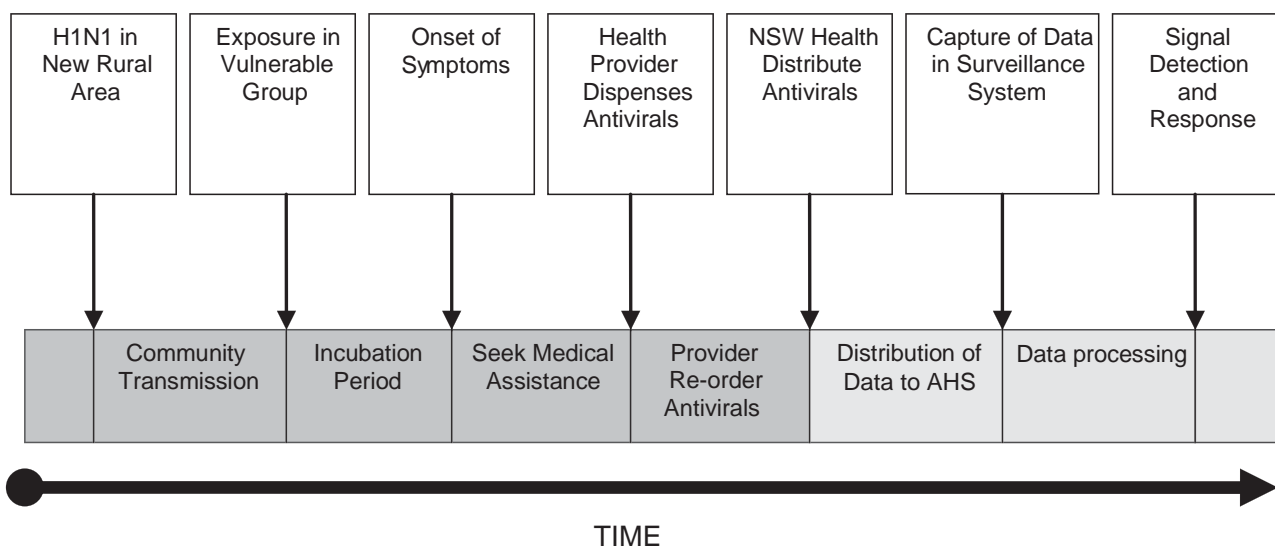 H1N1 in
New Rural
Area
Exposure in
Vulnerable
Group
Onset of
Symptoms
Health
Provider
Dispenses
Antivirals
NSW Health
Distribute
Antivirals
Capture of Data
in Surveillance
System
Signal
Detection
and
Response
Community
Transmission
Incubation
Period
Seek Medical
Assistance
Provider
Re-order
Antivirals
Distribution of
Data to AHS
Data processing
TIME